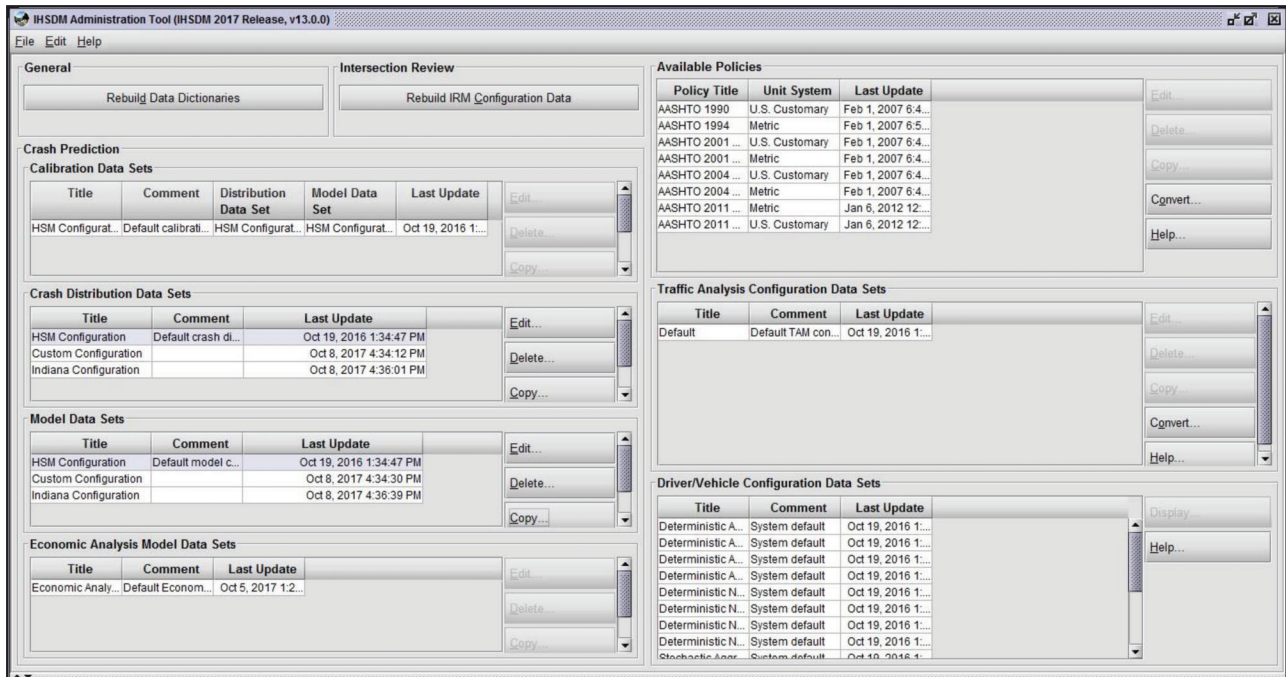 IHSDM Administration Tool (IHSDM 2017 Release, v13.0.0)
File Edit Help
General
Rebuild Data Dictionaries
Intersection Review
Rebuild IRM Configuration Data
Crash Prediction
Calibration Data Sets
Title Comment Distribution Data Set Model Data Set Last Update
HSM Configurat... Default calibrati... HSM Configurat... HSM Configurat... Oct 19, 2016 1:...
Edit...
Delete...
Copy...
Crash Distribution Data Sets
Title Comment Last Update
HSM Configuration Default crash di... Oct 19, 2016 1:34:47 PM
Custom Configuration Oct 8, 2017 4:34:12 PM
Indiana Configuration Oct 8, 2017 4:36:01 PM
Edit...
Delete...
Copy...
Model Data Sets
Title Comment Last Update
HSM Configuration Default model c... Oct 19, 2016 1:34:47 PM
Custom Configuration Oct 8, 2017 4:34:30 PM
Indiana Configuration Oct 8, 2017 4:36:39 PM
Edit...
Delete...
Copy...
Economic Analysis Model Data Sets
Title Comment Last Update
Economic Analy... Default Econom... Oct 5, 2017 1:2...
Edit...
Delete...
Copy...
Available Policies
Policy Title Unit System Last Update
AASHTO 1990 U.S. Customary Feb 1, 2007 6:4...
AASHTO 1994 Metric Feb 1, 2007 6:5...
AASHTO 2001 ... U.S. Customary Feb 1, 2007 6:4...
AASHTO 2001 ... Metric Feb 1, 2007 6:4...
AASHTO 2004 ... U.S. Customary Feb 1, 2007 6:4...
AASHTO 2004 ... Metric Feb 1, 2007 6:4...
AASHTO 2011 ... Metric Jan 6, 2012 12:...
AASHTO 2011 ... U.S. Customary Jan 6, 2012 12:...
Edit...
Delete...
Copy...
Convert...
Help...
Traffic Analysis Configuration Data Sets
Title Comment Last Update
Default Default TAM con... Oct 19, 2016 1:...
Edit...
Delete...
Copy...
Convert...
Help...
Driver/Vehicle Configuration Data Sets
Title Comment Last Update
Deterministic A... System default Oct 19, 2016 1:...
Deterministic A... System default Oct 19, 2016 1:...
Deterministic A... System default Oct 19, 2016 1:...
Deterministic A... System default Oct 19, 2016 1:...
Deterministic N... System default Oct 19, 2016 1:...
Deterministic N... System default Oct 19, 2016 1:...
Deterministic N... System default Oct 19, 2016 1:...
Deterministic N... System default Oct 19, 2016 1:...
Stochastic Aggr... System default Oct 19, 2016 1:...
Display...
Help...